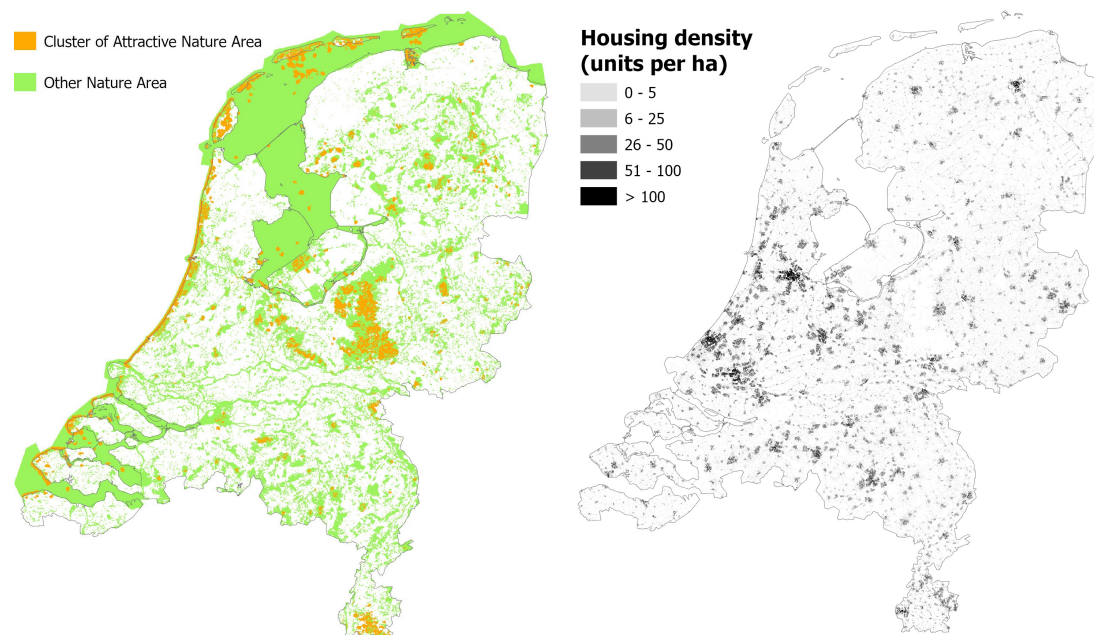 Cluster of Attractive Nature Area
Other Nature Area
Housing density
(units per ha)
0 - 5
6 - 25
26 - 50
51 - 100
> 100